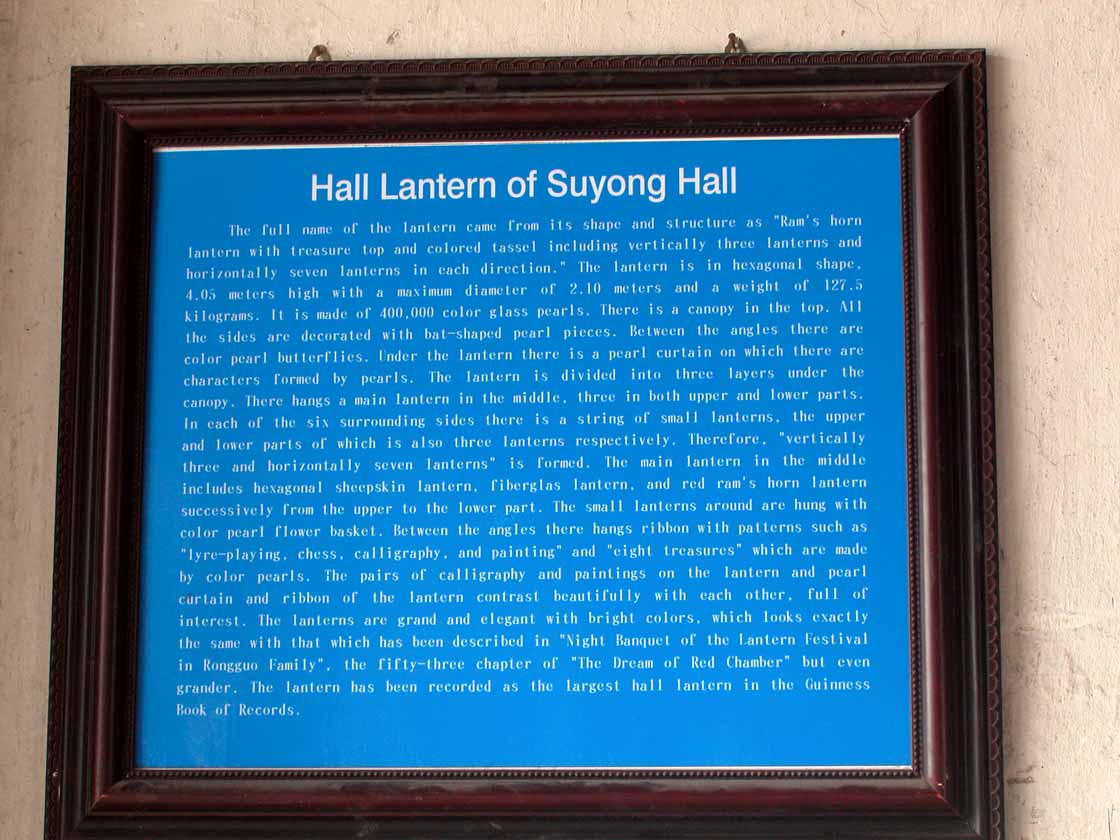 Hall Lantern of Suyong Hall
The full name of the lantern came from its shape and structure as "Ram's horn
lantern with treasure top and colored tassel including vertically three lanterns and
horizontally seven lanterns in each direction." The lantern is in hexagonal shape,
4.05 meters high with a maximum diameter of 2.10 meters and a weight of 127.5
kilograms. It is made of 400,000 color glass pearls. There is a canopy in the top. All
the sides are decorated with bat-shaped pearl pieces. Between the angles there are
color pearl butterflies. Under the lantern there is a pearl curtain on which there are
characters formed by pearls. The lantern is divided into three layers under the
canopy. There hangs a main lantern in the middle, three in both upper and lower parts.
In each of the six surrounding sides there is a string of small lanterns, the upper
and lower parts of which is also three lanterns respectively. Therefore, "vertically
three and horizontally seven lanterns" is formed. The main lantern in the middle
includes hexagonal sheepskin lantern, fiberglas lantern, and red ram's horn lantern
successively from the upper to the lower part. The small lanterns around are hung with
color pearl flower basket. Between the angles there hangs ribbon with patterns such as
"lyre-playing, chess, calligraphy, and painting" and "eight treasures" which are made
by color pearls. The pairs of calligraphy and paintings on the lantern and pearl
curtain and ribbon of the lantern contrast beautifully with each other, full of
interest. The lanterns are grand and elegant with bright colors, which looks exactly
the same with that which has been described in "Night Banquet of the Lantern Festival
in Rongguo Family", the fifty-three chapter of "The Dream of Red Chamber" but even
grander. The lantern has been recorded as the largest hall lantern in the Guinness
Book of Records.